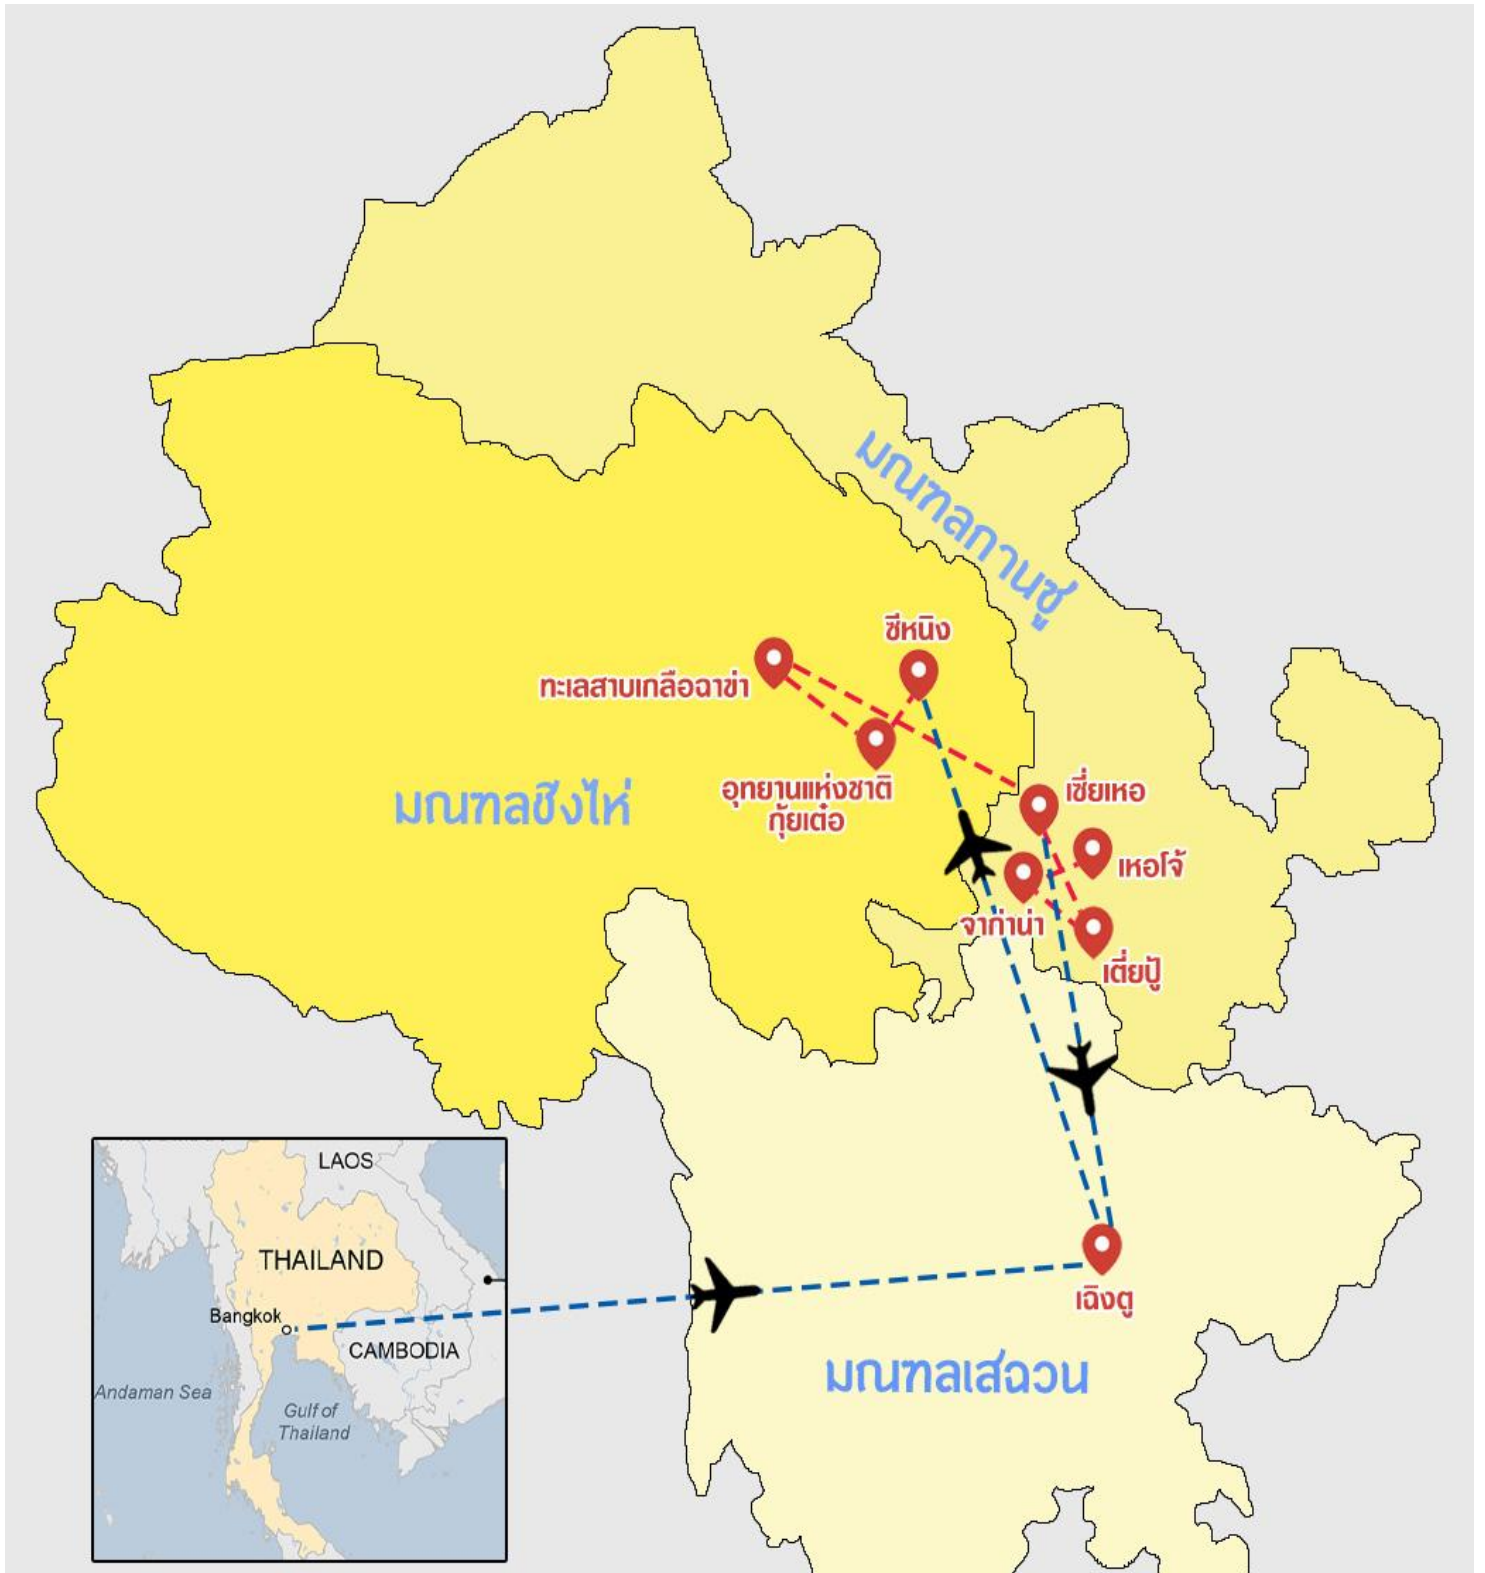 มณฑลกานซู
ซีหนิง
ทะเลสาบเกลือฉาข่า
อุทยานแห่งชาติ
กุ้ยเต๋อ
มณฑลชิงไห่
เซี่ยเหอ
เหอโจ้
จาก่าน่า
เตี่ยปู้
LAOS
THAILAND
Bangkok
CAMBODIA
Andaman Sea
Gulf of
Thailand
เฉิงตู
มณฑลเสฉวน